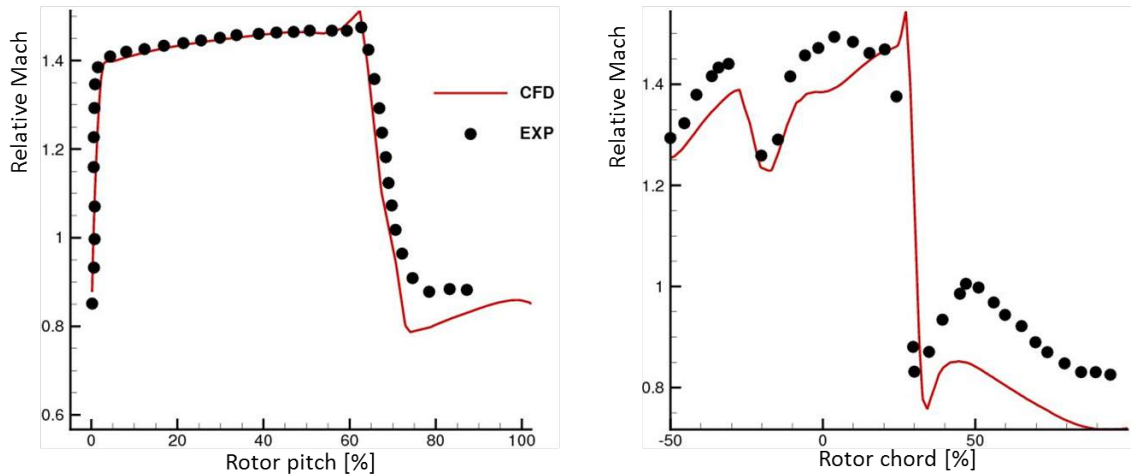 Relative Mach
1.4
1.2
1
0.8
0.6
0 20 40 60 80 100
Rotor pitch [%]
CFD
EXP
Relative Mach
1.4
1.2
1
0.8
-50 0 50
Rotor chord [%]